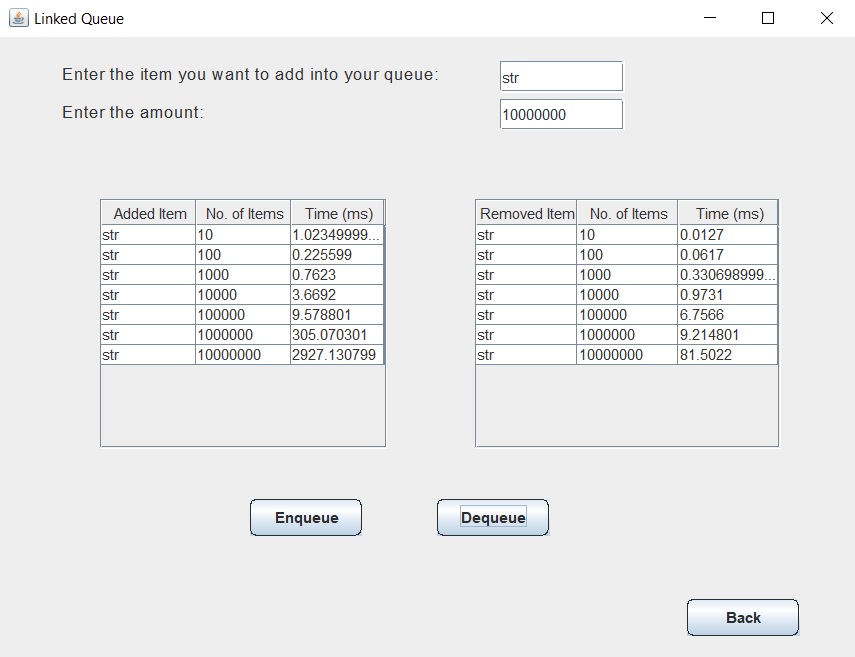 Linked Queue
Enter the item you want to add into your queue: str
Enter the amount: 10000000
Added Item No. of Items Time (ms)
str 10 1.02349999...
str 100 0.225599
str 1000 0.7623
str 10000 3.6692
str 100000 9.578801
str 1000000 305.070301
str 10000000 2927.130799
Removed Item No. of Items Time (ms)
str 10 0.0127
str 100 0.0617
str 1000 0.330698999...
str 10000 0.9731
str 100000 6.7566
str 1000000 9.214801
str 10000000 81.5022
Enqueue Dequeue
Back